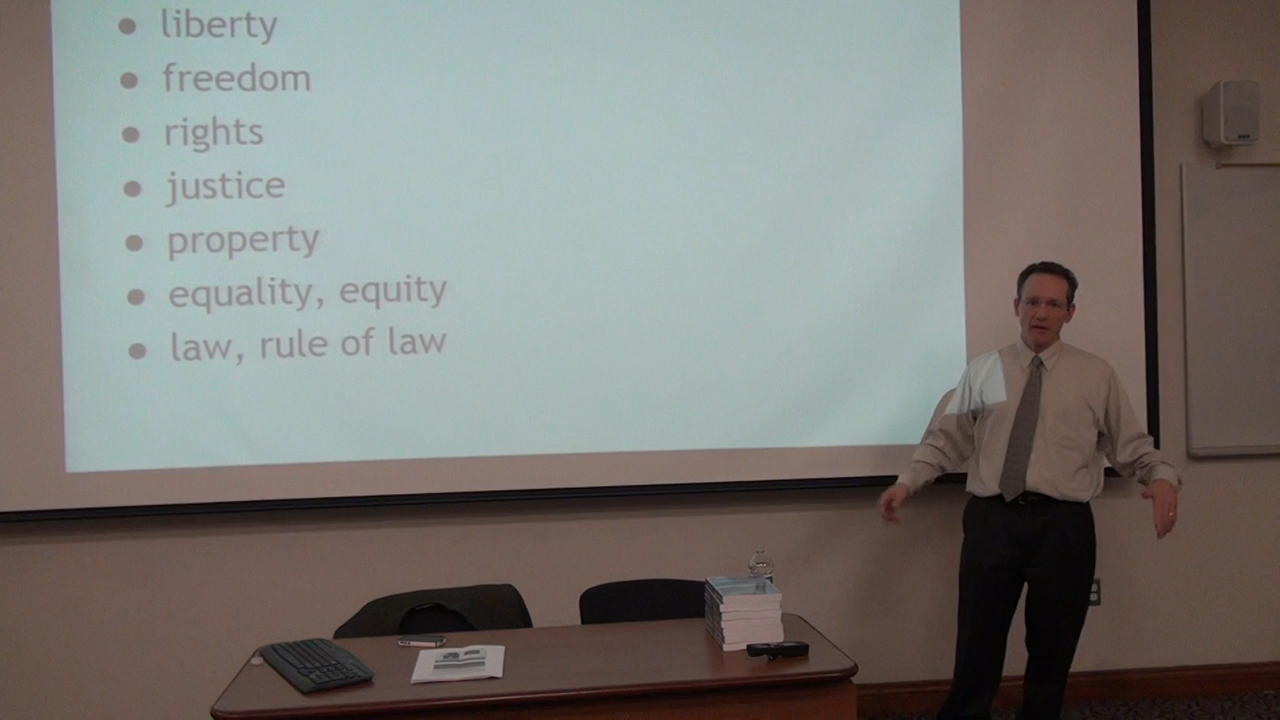 ● liberty
● freedom
● rights
● justice
● property
● equality, equity
● law, rule of law